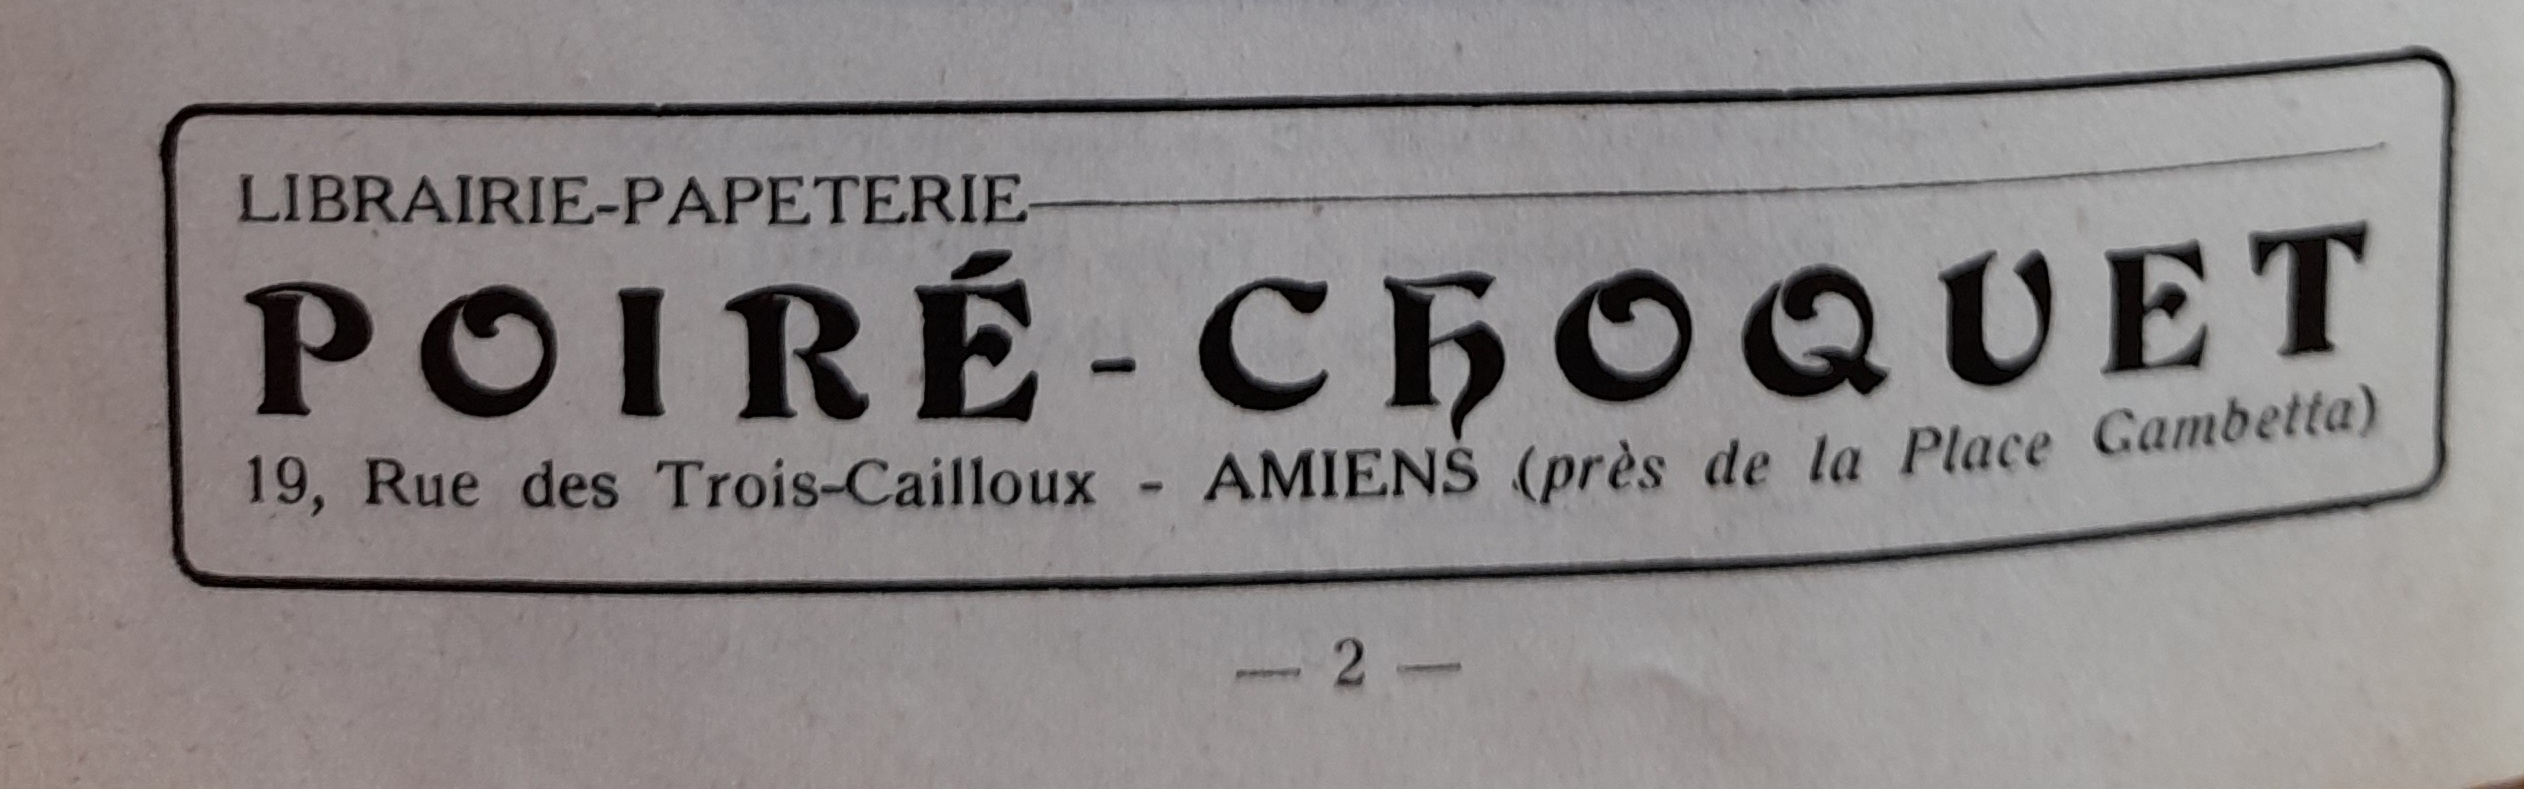 LIBRAIRIE-PAPETERIE
POIRÉ - CHOQUET
19, Rue des Trois-Cailloux - AMIENS (près de la Place Gambetta)
— 2 —